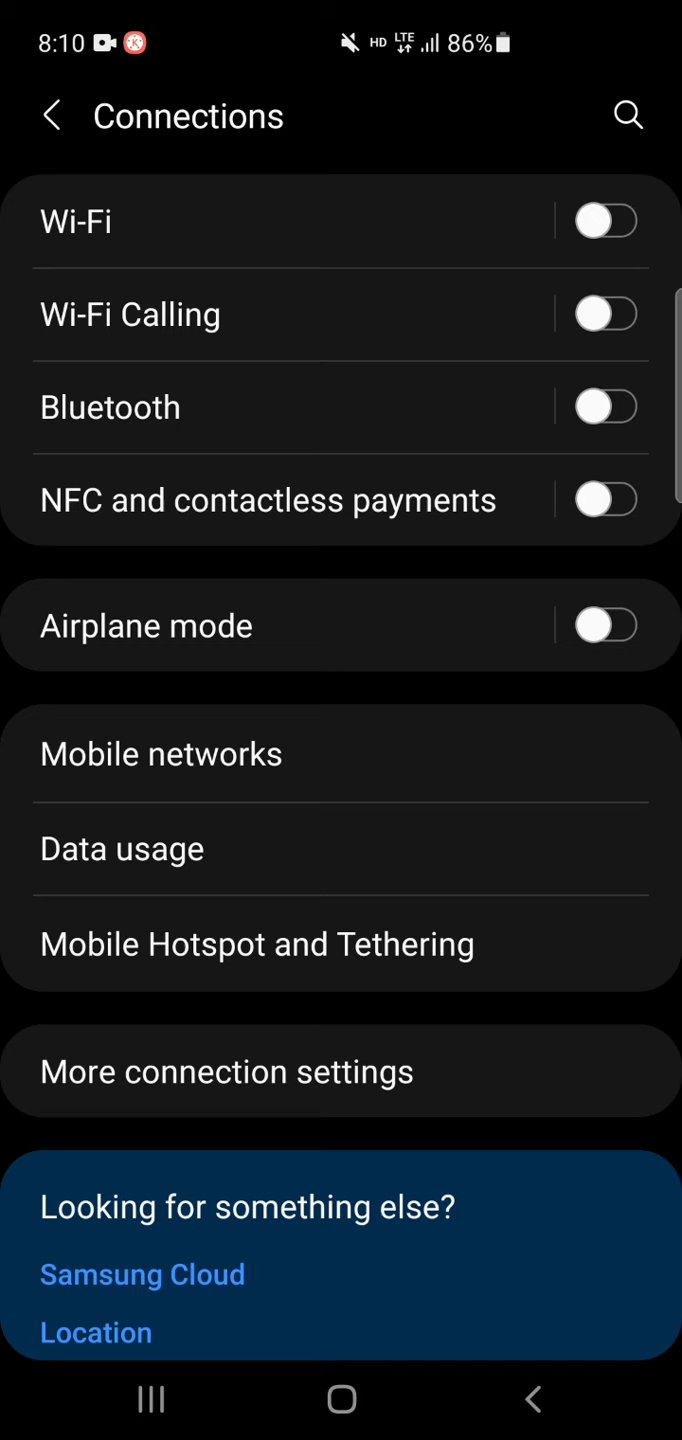 8:10 HD LTE 86%
Connections
Wi-Fi
Wi-Fi Calling
Bluetooth
NFC and contactless payments
Airplane mode
Mobile networks
Data usage
Mobile Hotspot and Tethering
More connection settings
Looking for something else?
Samsung Cloud
Location